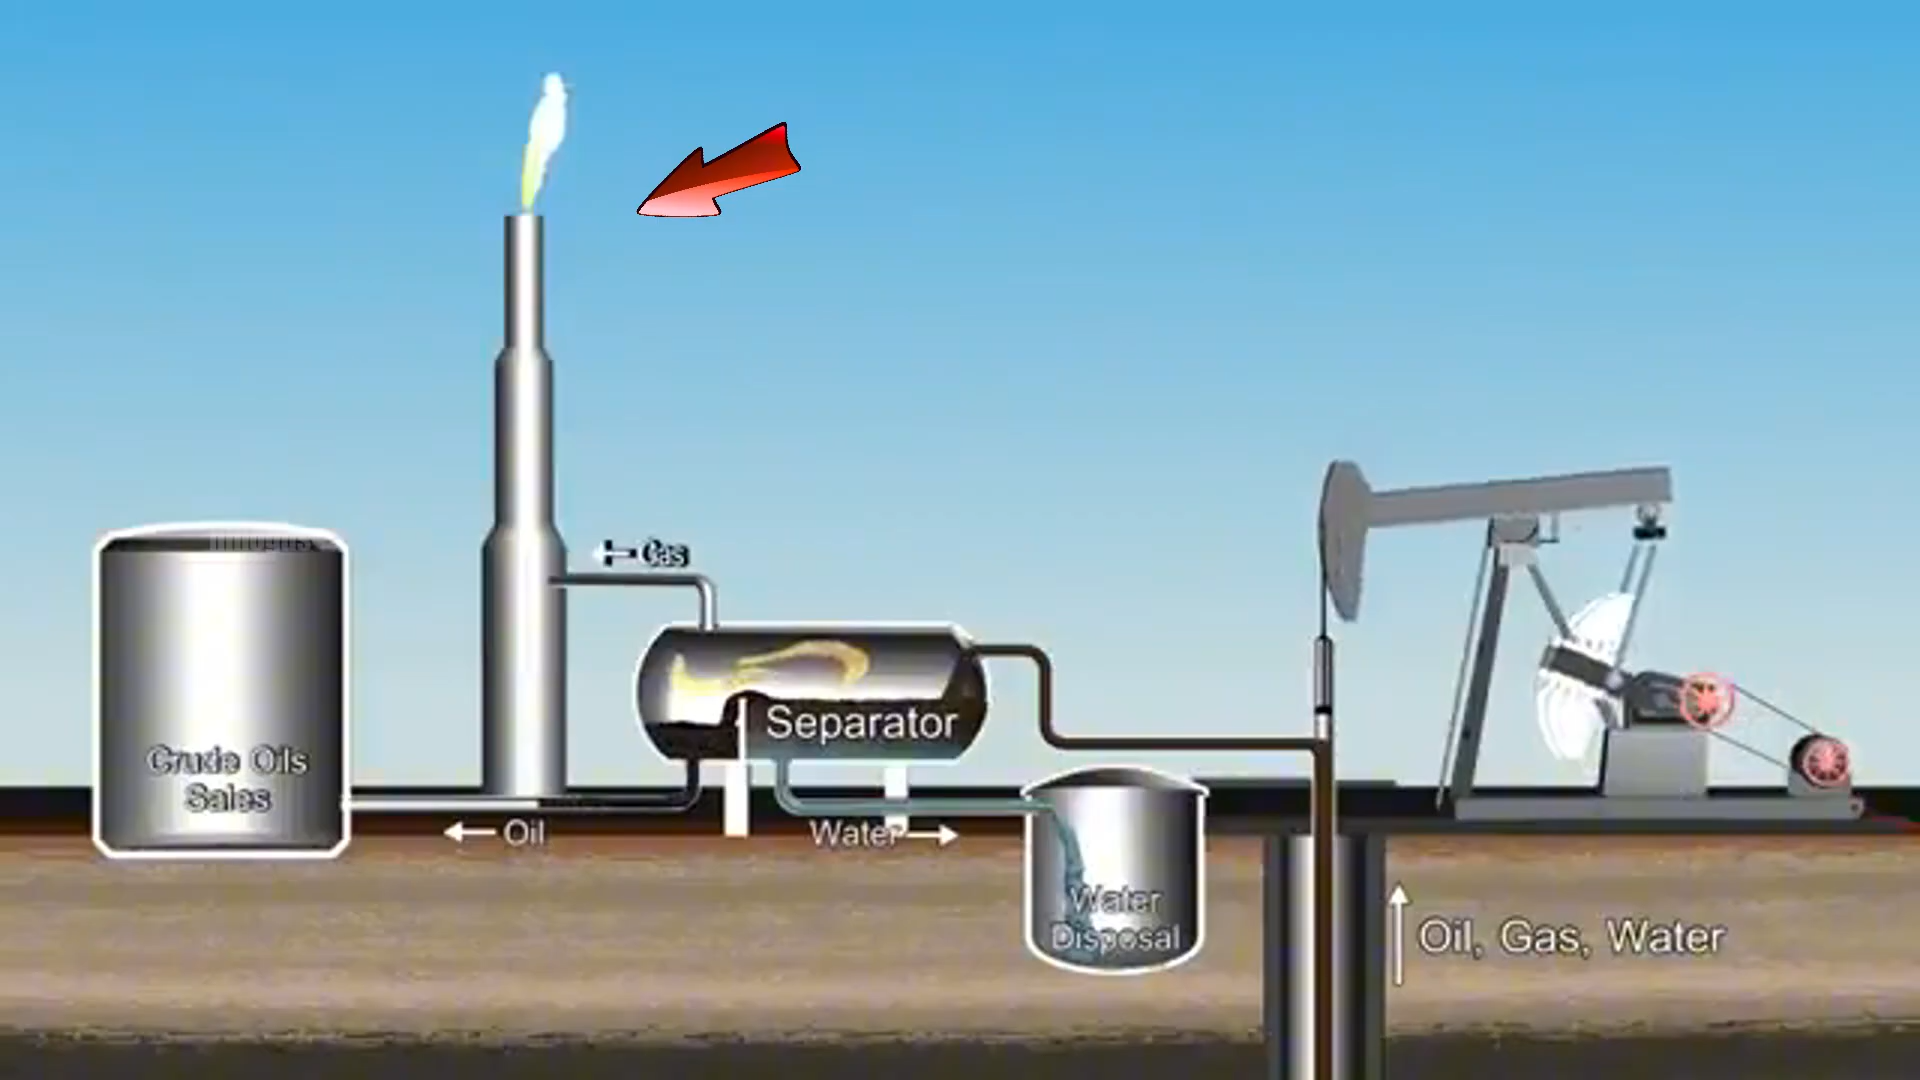 Gas
Separator
Crude Oils
Sales
Oil
Water
Water
Disposal
Oil, Gas, Water